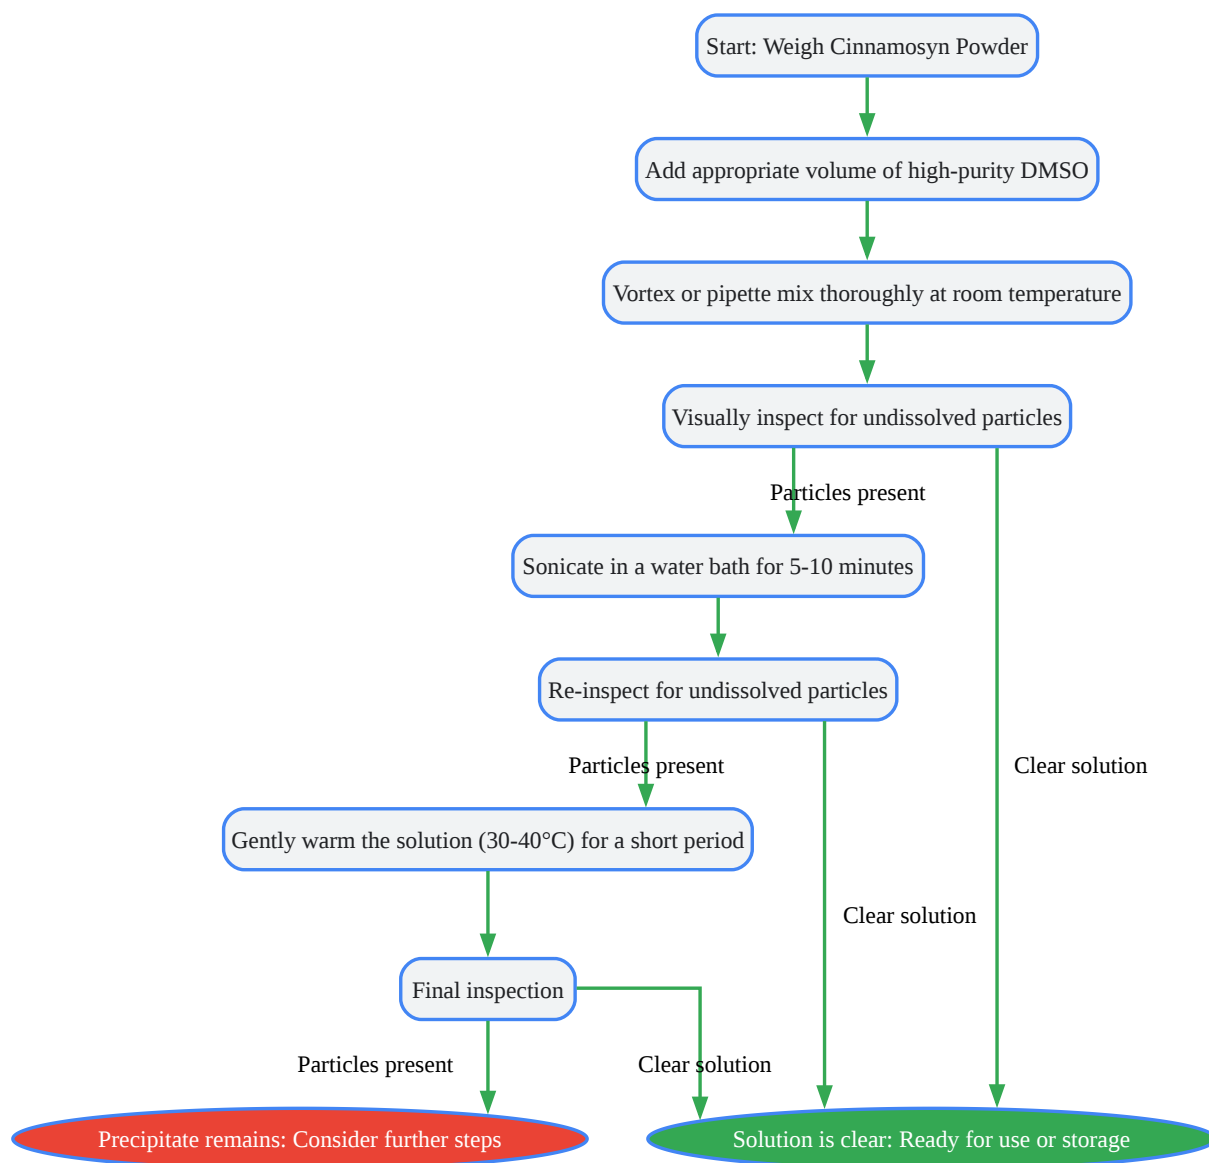 Start: Weigh Cinnamosyn Powder
Add appropriate volume of high-purity DMSO
Vortex or pipette mix thoroughly at room temperature
Visually inspect for undissolved particles
Particles present
Sonicate in a water bath for 5-10 minutes
Re-inspect for undissolved particles
Particles present
Clear solution
Gently warm the solution (30-40°C) for a short period
Clear solution
Final inspection
Particles present
Clear solution
Precipitate remains: Consider further steps
Solution is clear: Ready for use or storage